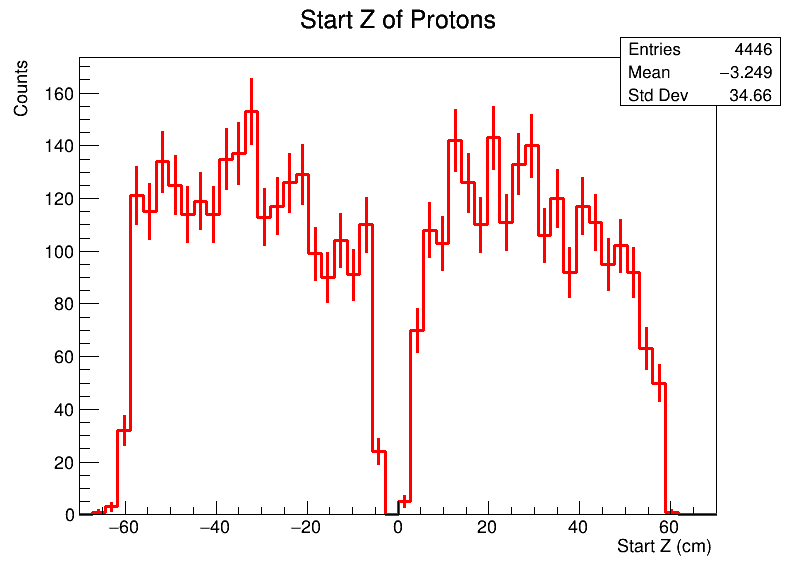 Start Z of Protons
Entries 4446
Mean −3.249
Std Dev 34.66
Counts
160
140
120
100
80
60
40
20
0
−60 −40 −20 0 20 40 60
Start Z (cm)